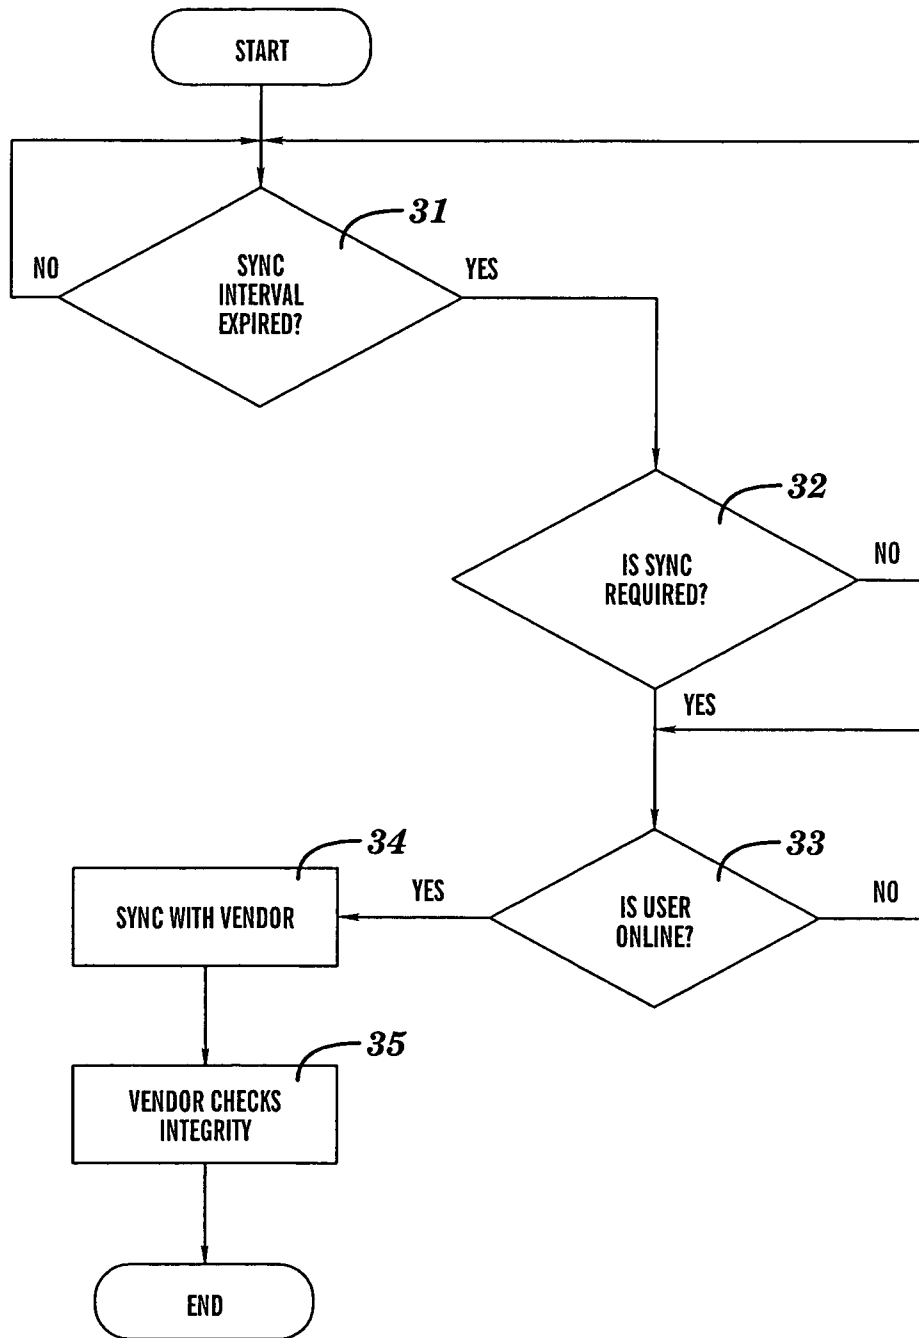 START
31
NO
SYNC
INTERVAL
EXPIRED?
YES
32
IS SYNC
REQUIRED?
NO
YES
33
IS USER
ONLINE?
NO
YES
34
SYNC WITH VENDOR
35
VENDOR CHECKS
INTEGRITY
END